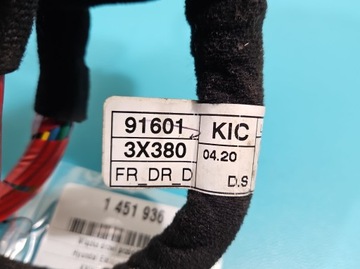 91601 KIC
3X380 04.20
FR_DR_D D.S
1 451 936